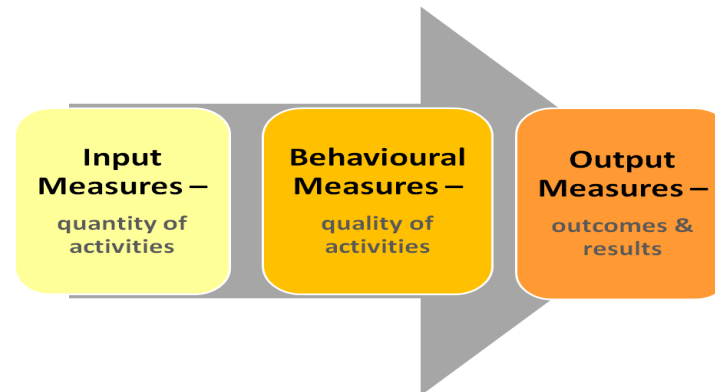 Input
Measures –
quantity of
activities
Behavioural
Measures –
quality of
activities
Output
Measures –
outcomes &
results